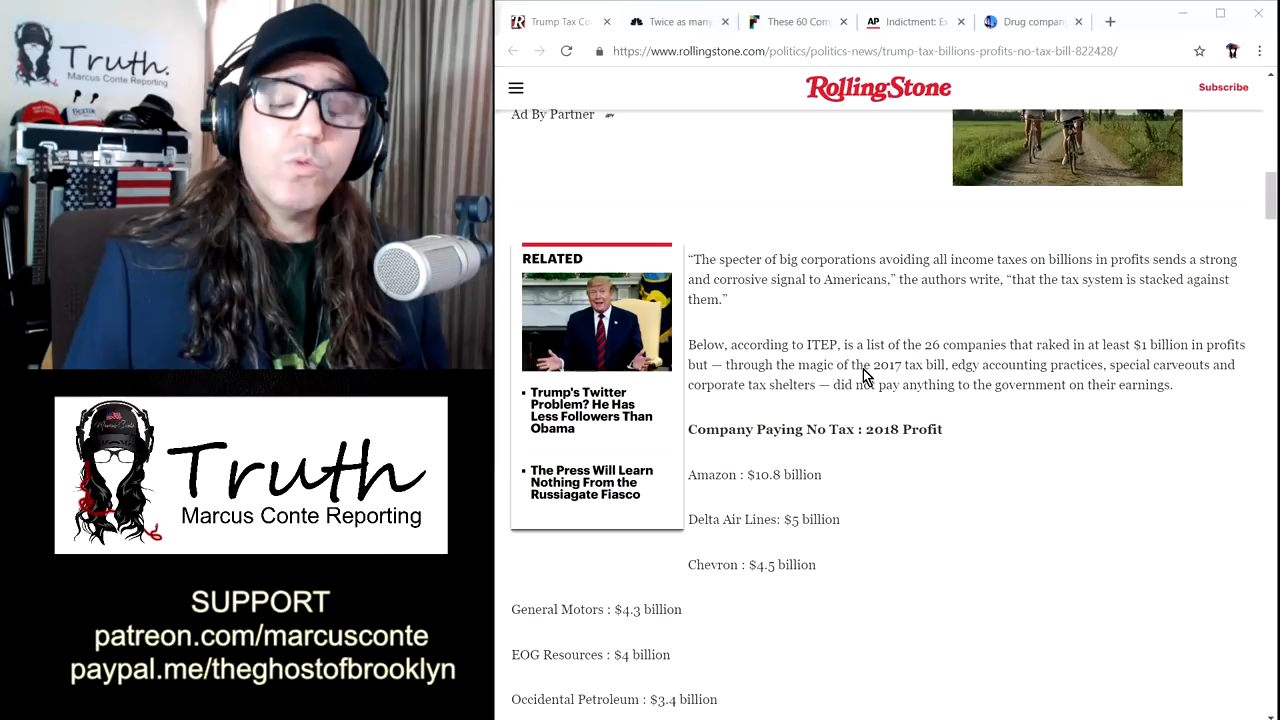 Truth.
Marcus Conte Reporting
Truth
Marcus Conte Reporting
SUPPORT
patreon.com/marcusconte
paypal.me/theghostofbrooklyn
Trump Tax Co
Twice as many
These 60 Com
AP
Indictment: Ex
Drug company
https://www.rollingstone.com/politics/politics-news/trump-tax-billions-profits-no-tax-bill-822428/
RollingStone
Subscribe
Ad By Partner
RELATED
Trump's Twitter
Problem? He Has
Less Followers Than
Obama
The Press Will Learn
Nothing From the
Russiagate Fiasco
“The specter of big corporations avoiding all income taxes on billions in profits sends a strong
and corrosive signal to Americans,” the authors write, “that the tax system is stacked against
them.”
Below, according to ITEP, is a list of the 26 companies that raked in at least $1 billion in profits
but — through the magic of the 2017 tax bill, edgy accounting practices, special carveouts and
corporate tax shelters — did not pay anything to the government on their earnings.
Company Paying No Tax : 2018 Profit
Amazon : $10.8 billion
Delta Air Lines: $5 billion
Chevron : $4.5 billion
General Motors : $4.3 billion
EOG Resources : $4 billion
Occidental Petroleum : $3.4 billion